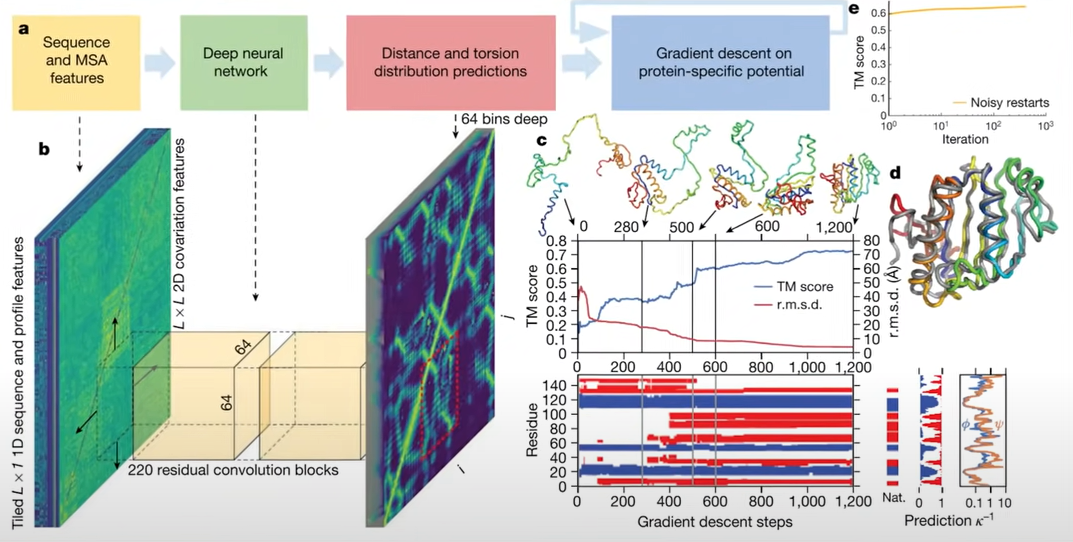 a
Sequence
and MSA
features
Deep neural
network
Distance and torsion
distribution predictions
Gradient descent on
protein-specific potential
e
TM score
0.6
0.5
0.4
0.3
0.2
0.1
0
Noisy restarts
10⁰ 10¹ 10² 10³
Iteration
b
Tiled L × 1 1D sequence and profile features
L × L 2D covariation features
64
64
220 residual convolution blocks
64 bins deep
j
i
c
0 280 500 600 1,200
TM score
0.8
0.7
0.6
0.5
0.4
0.3
0.2
0.1
0
TM score
r.m.s.d.
80
70
60
50
40
30
20
10
0
r.m.s.d. (Å)
0 200 400 600 800 1,000 1,200
Residue
140
120
100
80
60
40
20
0
0 200 400 600 800 1,000 1,200
Gradient descent steps
d
ϕ ψ
Nat.
0 1
0.1 1 10
Prediction κ⁻¹